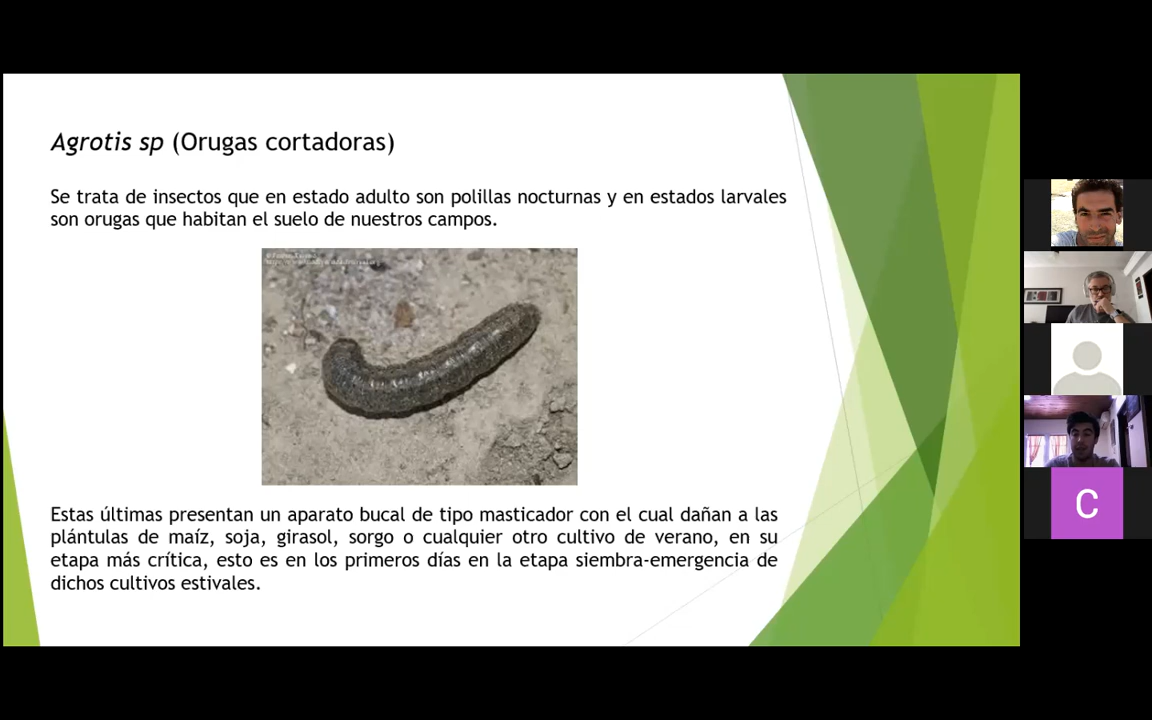 Agrotis sp (Orugas cortadoras)
Se trata de insectos que en estado adulto son polillas nocturnas y en estados larvales
son orugas que habitan el suelo de nuestros campos.
Estas últimas presentan un aparato bucal de tipo masticador con el cual dañan a las
plántulas de maíz, soja, girasol, sorgo o cualquier otro cultivo de verano, en su
etapa más crítica, esto es en los primeros días en la etapa siembra-emergencia de
dichos cultivos estivales.
C